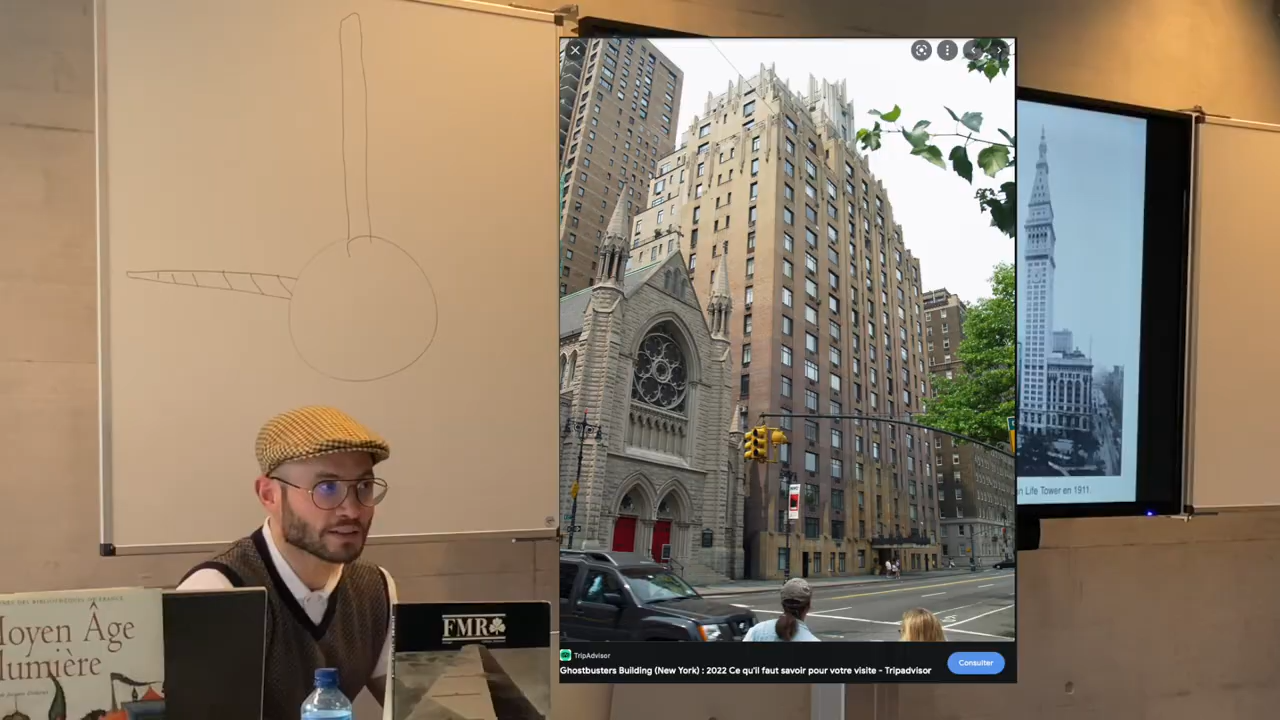 Moyen Âge
lumière
FMR
TripAdvisor
Ghostbusters Building (New York) : 2022 Ce qu'il faut savoir pour votre visite - Tripadvisor
Consulter
Life Tower en 1911.